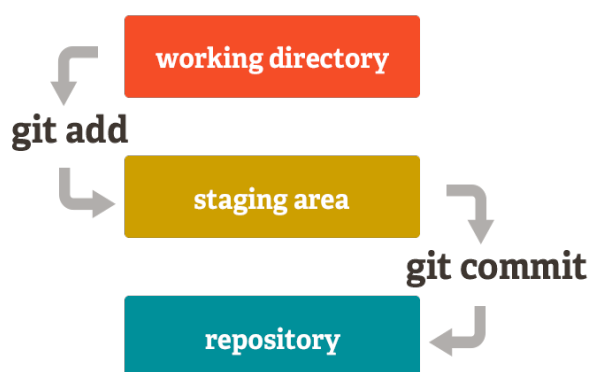 working directory
git add
staging area
git commit
repository